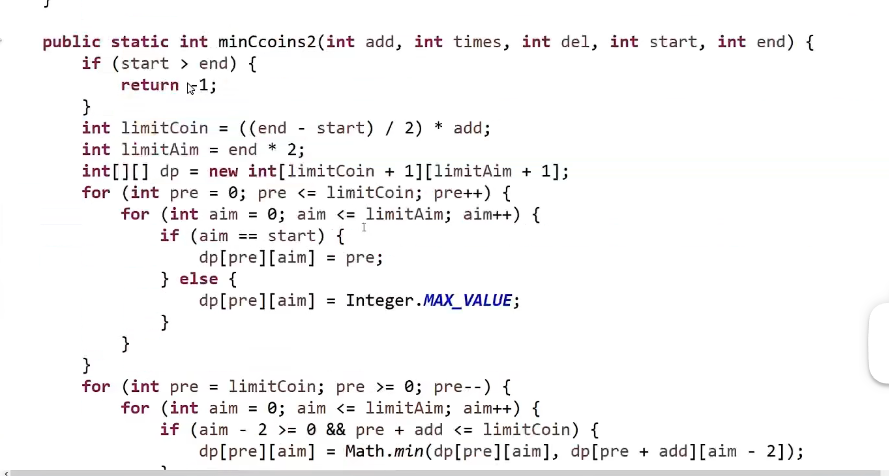 }
public static int minCcoins2(int add, int times, int del, int start, int end) {
if (start > end) {
return -1;
}
int limitCoin = ((end - start) / 2) * add;
int limitAim = end * 2;
int[][] dp = new int[limitCoin + 1][limitAim + 1];
for (int pre = 0; pre <= limitCoin; pre++) {
for (int aim = 0; aim <= limitAim; aim++) {
if (aim == start) {
dp[pre][aim] = pre;
} else {
dp[pre][aim] = Integer.MAX_VALUE;
}
}
}
for (int pre = limitCoin; pre >= 0; pre--) {
for (int aim = 0; aim <= limitAim; aim++) {
if (aim - 2 >= 0 && pre + add <= limitCoin) {
dp[pre][aim] = Math.min(dp[pre][aim], dp[pre + add][aim - 2]);
}